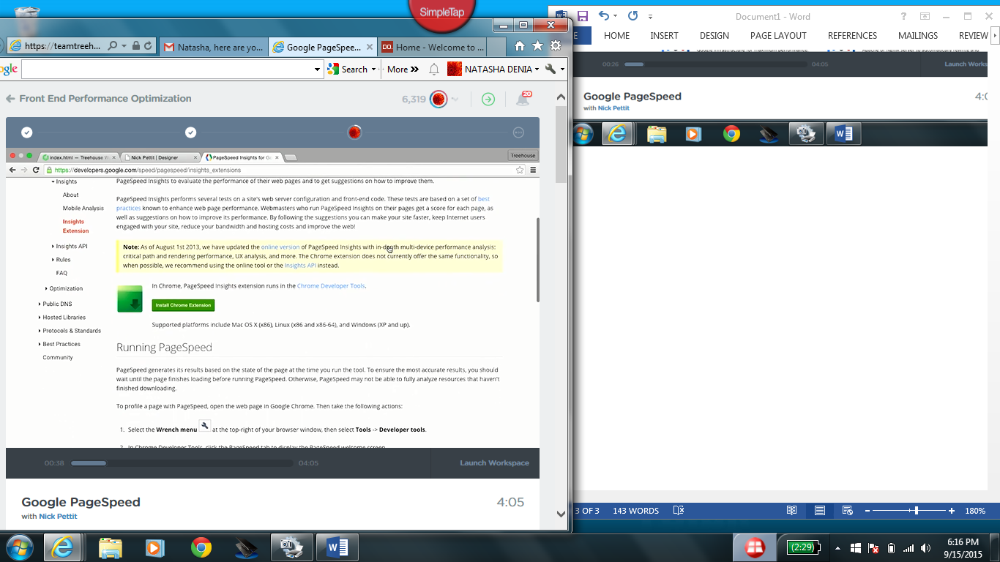 SimpleTap
Document1 - Word
https://teamtreeh...
Natasha, here are yo...
Google PageSpee...
Home - Welcome to ...
HOME INSERT DESIGN PAGE LAYOUT REFERENCES MAILINGS REVIEW
ogle
Search
More »
NATASHA DENIA
Front End Performance Optimization
6,319
20
00:26 04:05 Launch Works
Google PageSpeed
with Nick Pettit
index.html — Treehouse W
Nick Pettit | Designer
PageSpeed Insights for Go
Treehouse
https://developers.google.com/speed/pagespeed/insights_extensions
Insights
About
Mobile Analysis
Insights
Extension
Insights API
Rules
FAQ
Optimization
Public DNS
Hosted Libraries
Protocols & Standards
Best Practices
Community
PageSpeed Insights to evaluate the performance of their web pages and to get suggestions on how to improve them.
PageSpeed Insights performs several tests on a site's web server configuration and front-end code. These tests are based on a set of best
practices known to enhance web page performance. Webmasters who run PageSpeed Insights on their pages get a score for each page, as
well as suggestions on how to improve its performance. By following the suggestions you can make your site faster, keep Internet users
engaged with your site, reduce your bandwidth and hosting costs and improve the web!
Note: As of August 1st 2013, we have updated the online version of PageSpeed Insights with in-depth multi-device performance analysis:
critical path and rendering performance, UX analysis, and more. The Chrome extension does not currently offer the same functionality, so
when possible, we recommend using the online tool or the Insights API instead.
In Chrome, PageSpeed Insights extension runs in the Chrome Developer Tools.
Install Chrome Extension
Supported platforms include Mac OS X (x86), Linux (x86 and x86-64), and Windows (XP and up).
Running PageSpeed
PageSpeed generates its results based on the state of the page at the time you run the tool. To ensure the most accurate results, you should
wait until the page finishes loading before running PageSpeed. Otherwise, PageSpeed may not be able to fully analyze resources that haven't
finished downloading.
To profile a page with PageSpeed, open the web page in Google Chrome. Then take the following actions:
1. Select the Wrench menu at the top-right of your browser window, then select Tools -> Developer tools.
2. In Chrome Developer Tools, click the PageSpeed tab to display the PageSpeed welcome screen.
00:38 04:05 Launch Workspace
Google PageSpeed 4:05
with Nick Pettit
3 OF 3 143 WORDS 180%
(2:29)
6:16 PM
9/15/2015